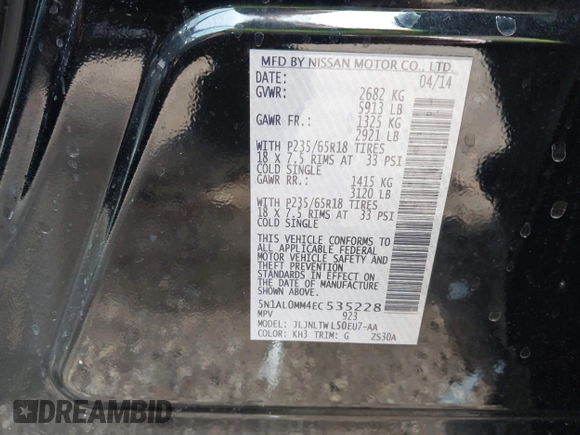 MFD BY NISSAN MOTOR CO., LTD.
DATE: 04/14
GVWR: 2682 KG
5913 LB
GAWR FR.: 1325 KG
2921 LB
WITH P235/65R18 TIRES
18 X 7.5 RIMS AT 33 PSI
COLD SINGLE
GAWR RR.: 1415 KG
3120 LB
WITH P235/65R18 TIRES
18 X 7.5 RIMS AT 33 PSI
COLD SINGLE
THIS VEHICLE CONFORMS TO
ALL APPLICABLE FEDERAL
MOTOR VEHICLE SAFETY AND
THEFT PREVENTION
STANDARDS IN EFFECT ON
THE DATE OF MANUFACTURE
SHOWN ABOVE.
5N1AL0MM4EC535228
MPV 923
MODEL: JLJNLTWL50EU7-AA
COLOR: KH3 TRIM: G ZS30A
DREAMBID